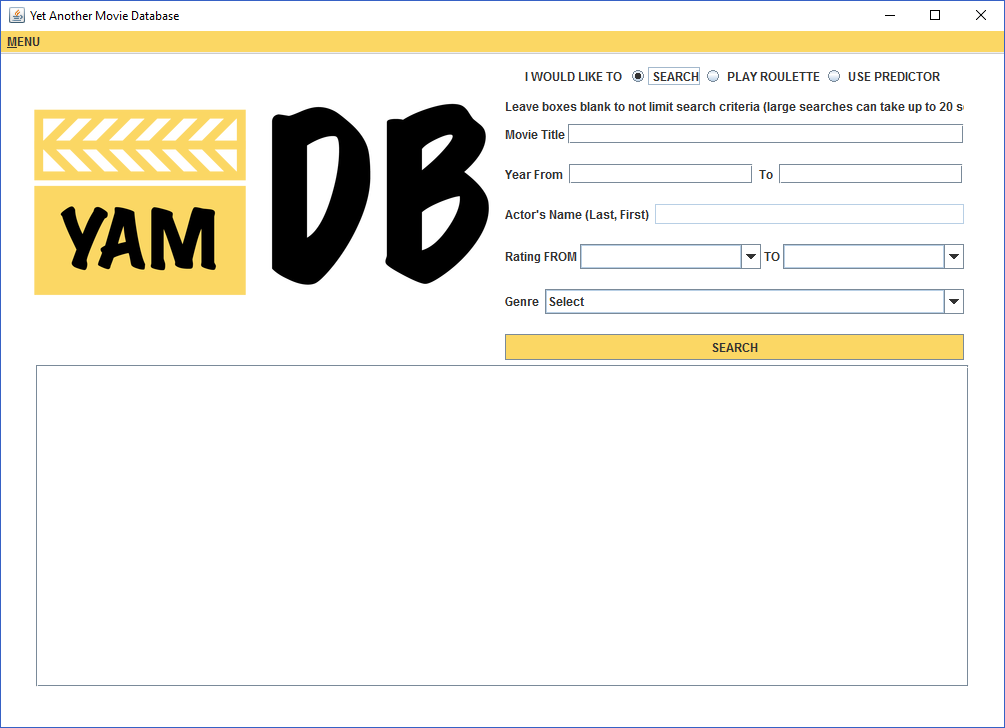 Yet Another Movie Database
MENU
YAM DB
I WOULD LIKE TO SEARCH PLAY ROULETTE USE PREDICTOR
Leave boxes blank to not limit search criteria (large searches can take up to 20 s
Movie Title
Year From To
Actor's Name (Last, First)
Rating FROM TO
Genre Select
SEARCH